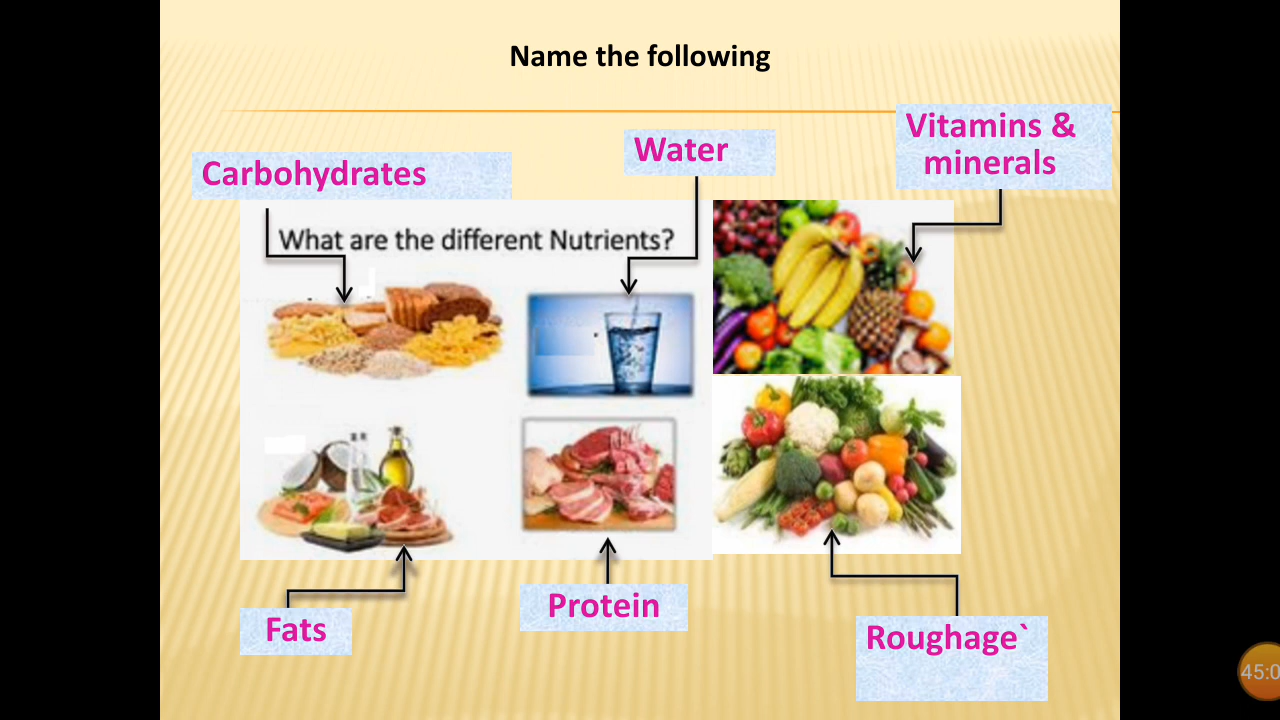 Name the following
Vitamins &
minerals
Water
Carbohydrates
What are the different Nutrients?
Protein
Fats
Roughage`
45:0